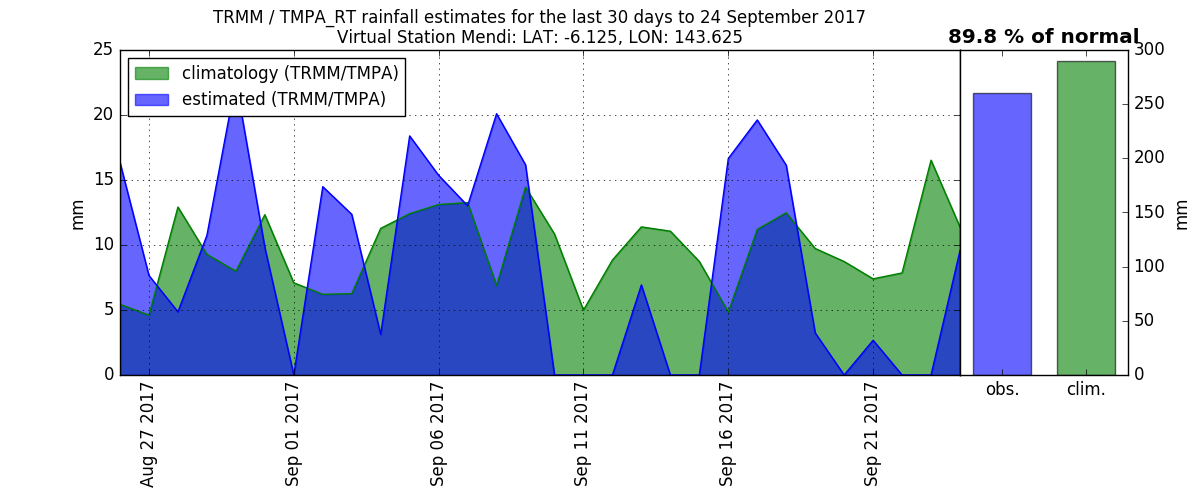 TRMM / TMPA_RT rainfall estimates for the last 30 days to 24 September 2017
Virtual Station Mendi: LAT: -6.125, LON: 143.625
89.8 % of normal
climatology (TRMM/TMPA)
estimated (TRMM/TMPA)
25
20
15
10
5
0
mm
300
250
200
150
100
50
0
mm
Aug 27 2017
Sep 01 2017
Sep 06 2017
Sep 11 2017
Sep 16 2017
Sep 21 2017
obs.
clim.